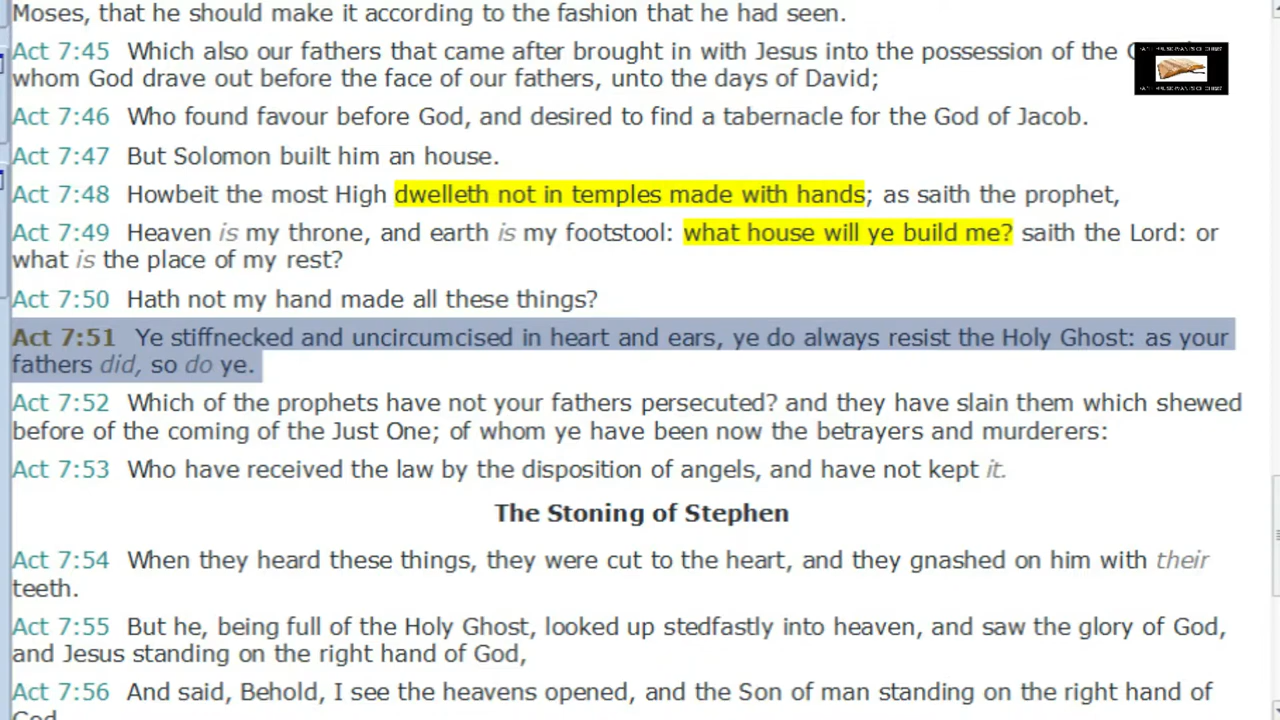 Moses, that he should make it according to the fashion that he had seen.
Act 7:45 Which also our fathers that came after brought in with Jesus into the possession of the
whom God drave out before the face of our fathers, unto the days of David;
Act 7:46 Who found favour before God, and desired to find a tabernacle for the God of Jacob.
Act 7:47 But Solomon built him an house.
Act 7:48 Howbeit the most High dwelleth not in temples made with hands; as saith the prophet,
Act 7:49 Heaven is my throne, and earth is my footstool: what house will ye build me? saith the Lord: or
what is the place of my rest?
Act 7:50 Hath not my hand made all these things?
Act 7:51 Ye stiffnecked and uncircumcised in heart and ears, ye do always resist the Holy Ghost: as your
fathers did, so do ye.
Act 7:52 Which of the prophets have not your fathers persecuted? and they have slain them which shewed
before of the coming of the Just One; of whom ye have been now the betrayers and murderers:
Act 7:53 Who have received the law by the disposition of angels, and have not kept it.
The Stoning of Stephen
Act 7:54 When they heard these things, they were cut to the heart, and they gnashed on him with their
teeth.
Act 7:55 But he, being full of the Holy Ghost, looked up stedfastly into heaven, and saw the glory of God,
and Jesus standing on the right hand of God,
Act 7:56 And said, Behold, I see the heavens opened, and the Son of man standing on the right hand of
God.